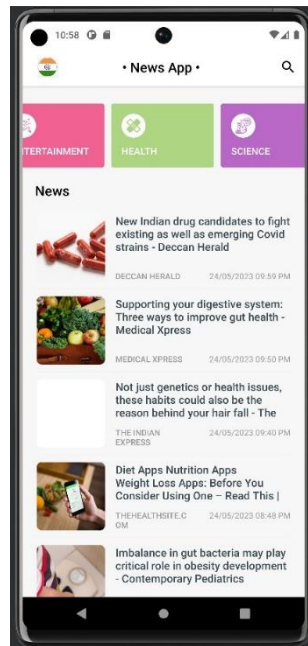 10:58
• News App •
TERTAINMENT
HEALTH
SCIENCE
News
New Indian drug candidates to fight
existing as well as emerging Covid
strains - Deccan Herald
DECCAN HERALD 24/05/2023 09:59 PM
Supporting your digestive system:
Three ways to improve gut health -
Medical Xpress
MEDICAL XPRESS 24/05/2023 09:50 PM
Not just genetics or health issues,
these habits could also be the
reason behind your hair fall - The
THE INDIAN 24/05/2023 09:40 PM
EXPRESS
Diet Apps Nutrition Apps
Weight Loss Apps: Before You
Consider Using One – Read This |
THEHEALTHSITE.C 24/05/2023 08:48 PM
OM
Imbalance in gut bacteria may play
critical role in obesity development
- Contemporary Pediatrics